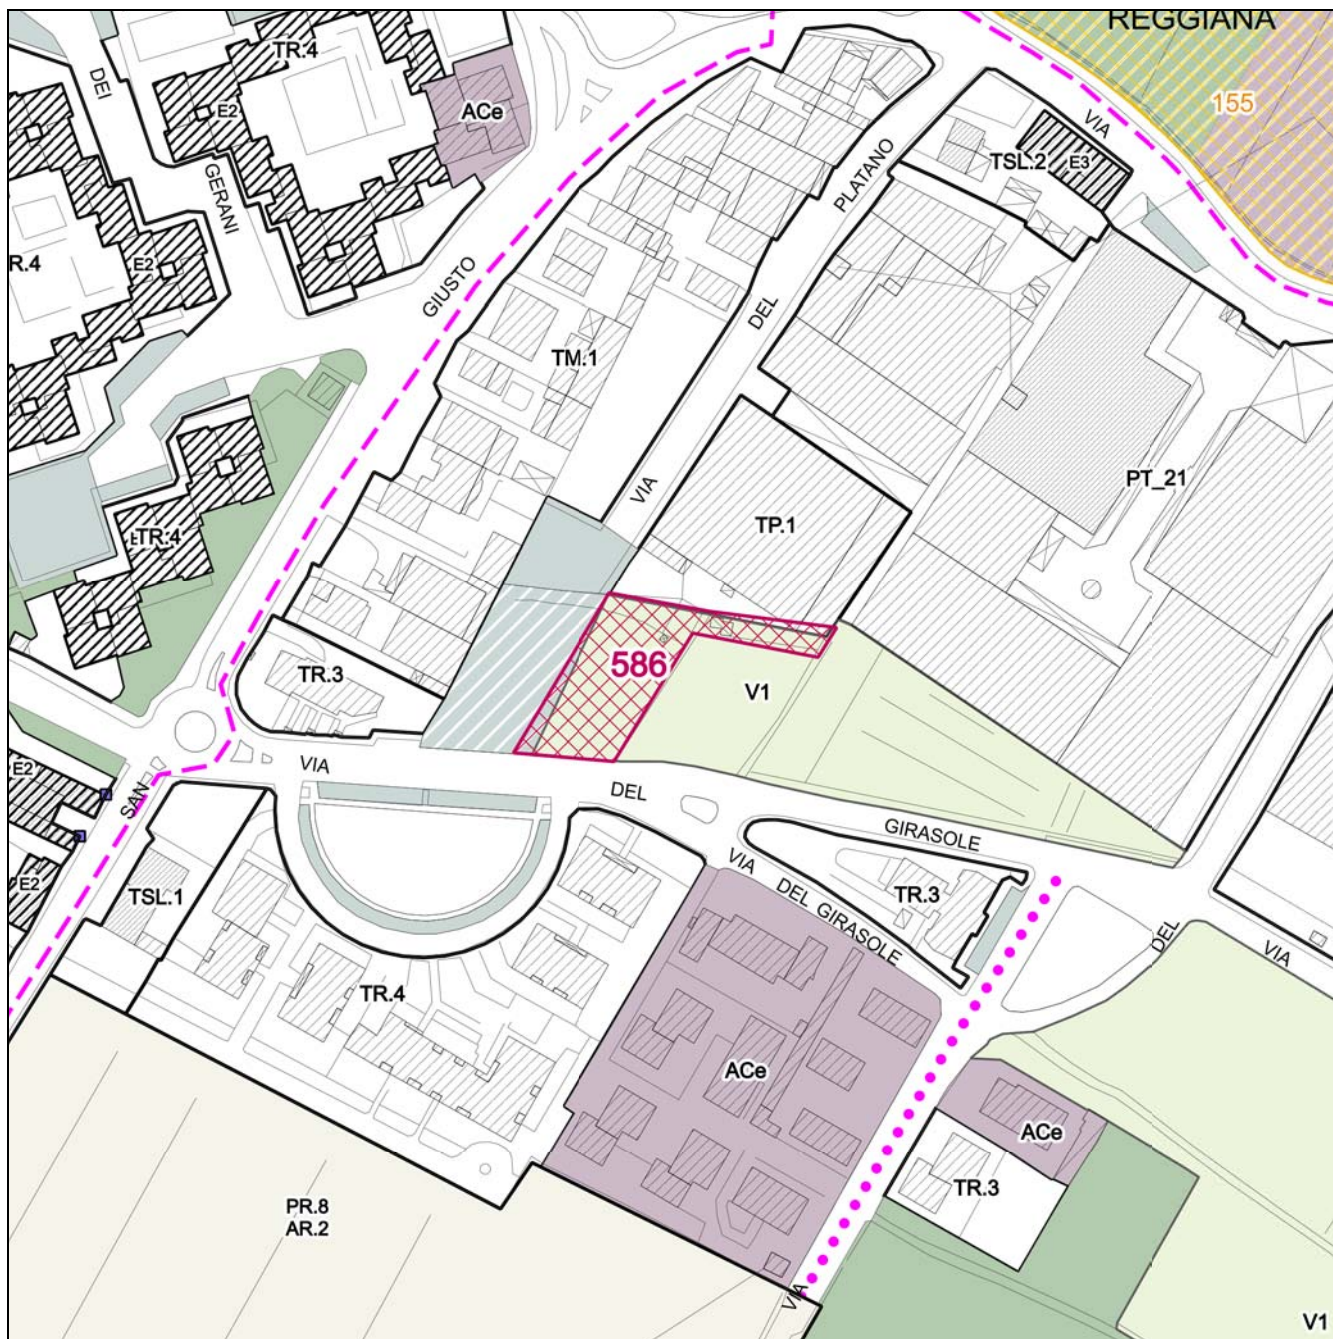 REGGIANA
TR.4
DEI
E2
ACe
155
VIA
TSL.2
E3
GERANI
PLATANO
R.4
E2
GIUSTO
DEL
TM.1
PT_21
VIA
TP.1
TR.4
586
TR.3
V1
VIA
DEL
E2
SAN
GIRASOLE
VIA
DEL GIRASOLE
TR.3
E2
TSL.1
DEL
VIA
TR.4
ACe
ACe
TR.3
PR.8
AR.2
VIA
V1